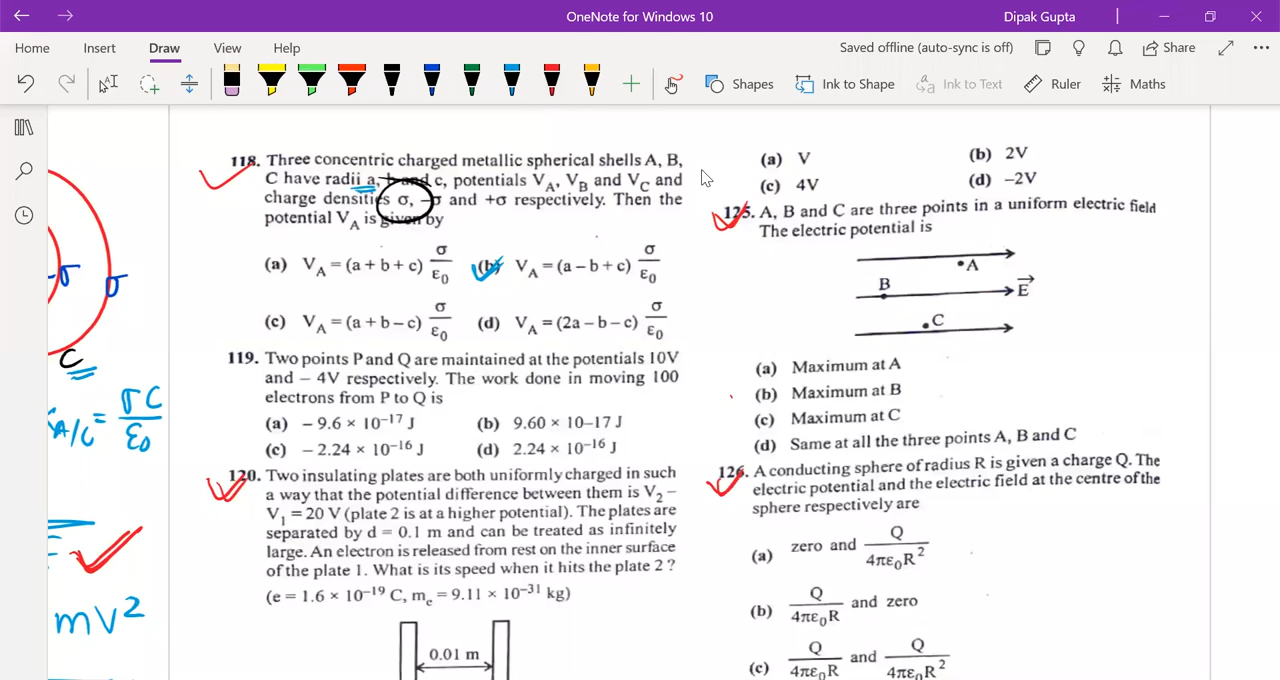 OneNote for Windows 10
Dipak Gupta
Home Insert Draw View Help
Saved offline (auto-sync is off)
Share
Shapes
Ink to Shape
Ink to Text
Ruler
Maths
σ
σ
C
A/C = σC / ε0
mv²
118. Three concentric charged metallic spherical shells A, B,
C have radii a, b and c, potentials V_A, V_B and V_C and
charge densities σ, –σ and +σ respectively. Then the
potential V_A is given by
(a) V_A = (a + b + c) σ/ε0 (b) V_A = (a – b + c) σ/ε0
(c) V_A = (a + b – c) σ/ε0 (d) V_A = (2a – b – c) σ/ε0
119. Two points P and Q are maintained at the potentials 10V
and – 4V respectively. The work done in moving 100
electrons from P to Q is
(a) – 9.6 × 10⁻¹⁷ J (b) 9.60 × 10–17 J
(c) – 2.24 × 10⁻¹⁶ J (d) 2.24 × 10⁻¹⁶ J
120. Two insulating plates are both uniformly charged in such
a way that the potential difference between them is V₂ –
V₁ = 20 V (plate 2 is at a higher potential). The plates are
separated by d = 0.1 m and can be treated as infinitely
large. An electron is released from rest on the inner surface
of the plate 1. What is its speed when it hits the plate 2 ?
(e = 1.6 × 10⁻¹⁹ C, mₑ = 9.11 × 10⁻³¹ kg)
0.01 m
(a) V (b) 2V
(c) 4V (d) –2V
125. A, B and C are three points in a uniform electric field
The electric potential is
A
B
E
C
(a) Maximum at A
(b) Maximum at B
(c) Maximum at C
(d) Same at all the three points A, B and C
126. A conducting sphere of radius R is given a charge Q. The
electric potential and the electric field at the centre of the
sphere respectively are
(a) zero and Q/4πε0R²
(b) Q/4πε0R and zero
(c) Q/4πε0R and Q/4πε0R²